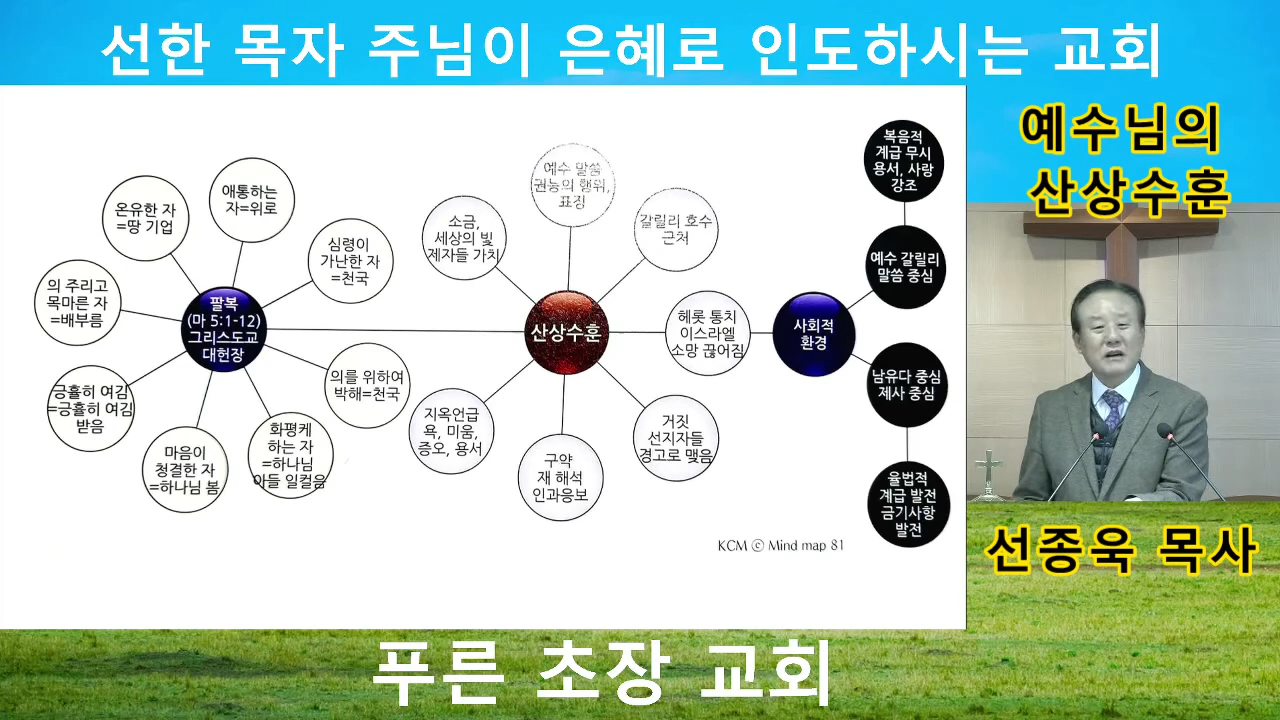 선한 목자 주님이 은혜로 인도하시는 교회
예수님의
산상수훈
애통하는
자=위로
온유한 자
=땅 기업
심령이
가난한 자
=천국
의 주리고
목마른 자
=배부름
팔복
(마 5:1-12)
그리스도교
대헌장
긍휼히 여김
=긍휼히 여김
받음
마음이
청결한 자
=하나님 봄
화평케
하는 자
=하나님
아들 일컬음
의를 위하여
박해=천국
소금,
세상의 빛
제자들 가치
예수 말씀
권능의 행위,
표징
갈릴리 호수
근처
산상수훈
헤롯 통치
이스라엘
소망 끊어짐
지옥언급
욕, 미움,
증오, 용서
구약
재 해석
인과응보
거짓
선지자들
경고로 맺음
사회적
환경
복음적
계급 무시
용서, 사랑
강조
예수 갈릴리
말씀 중심
남유다 중심
제사 중심
율법적
계급 발전
금기사항
발전
KCM ⓒ Mind map 81
선종욱 목사
푸른 초장 교회